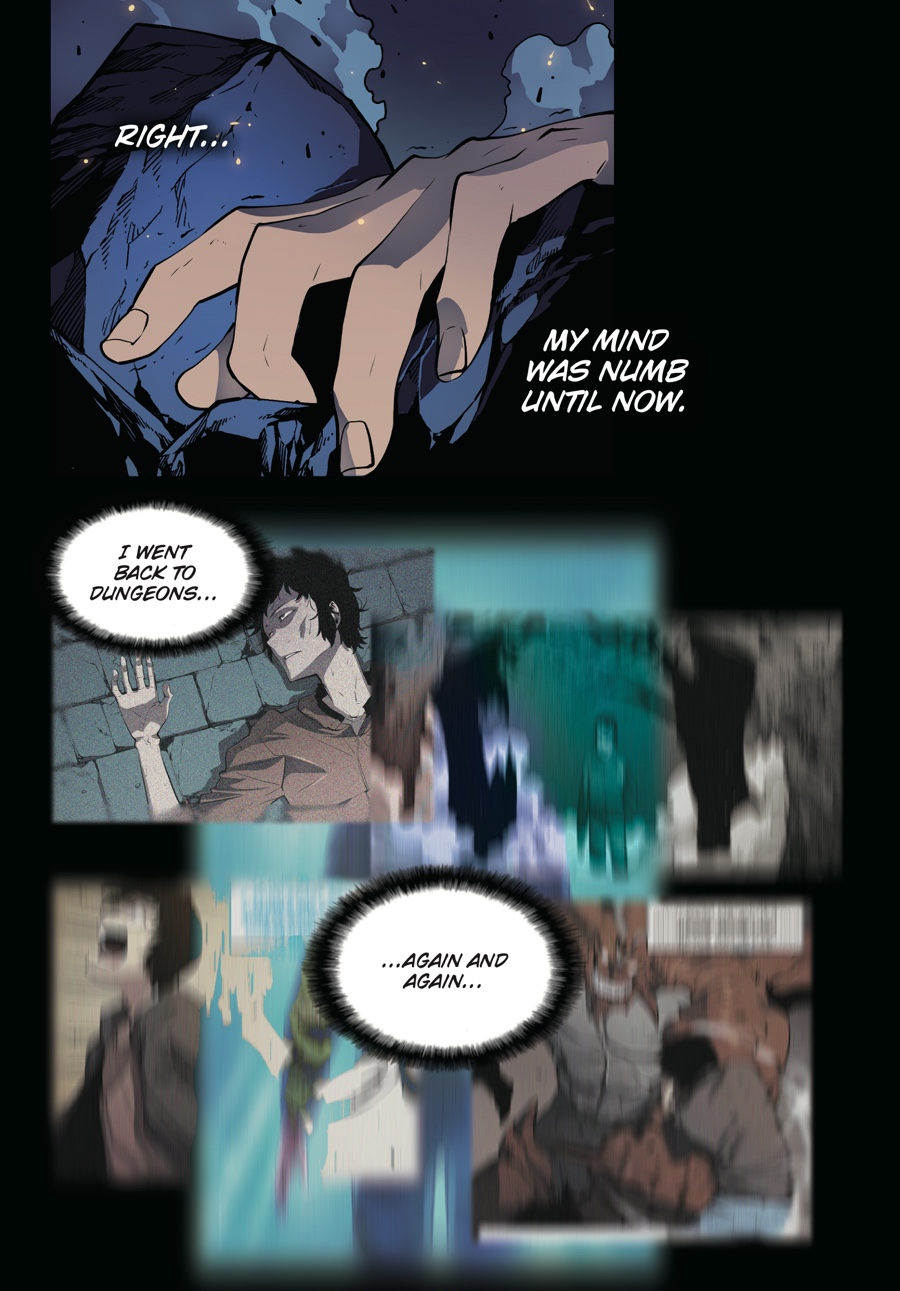 RIGHT...
MY MIND
WAS NUMB
UNTIL NOW.
I WENT
BACK TO
DUNGEONS...
...AGAIN AND
AGAIN...